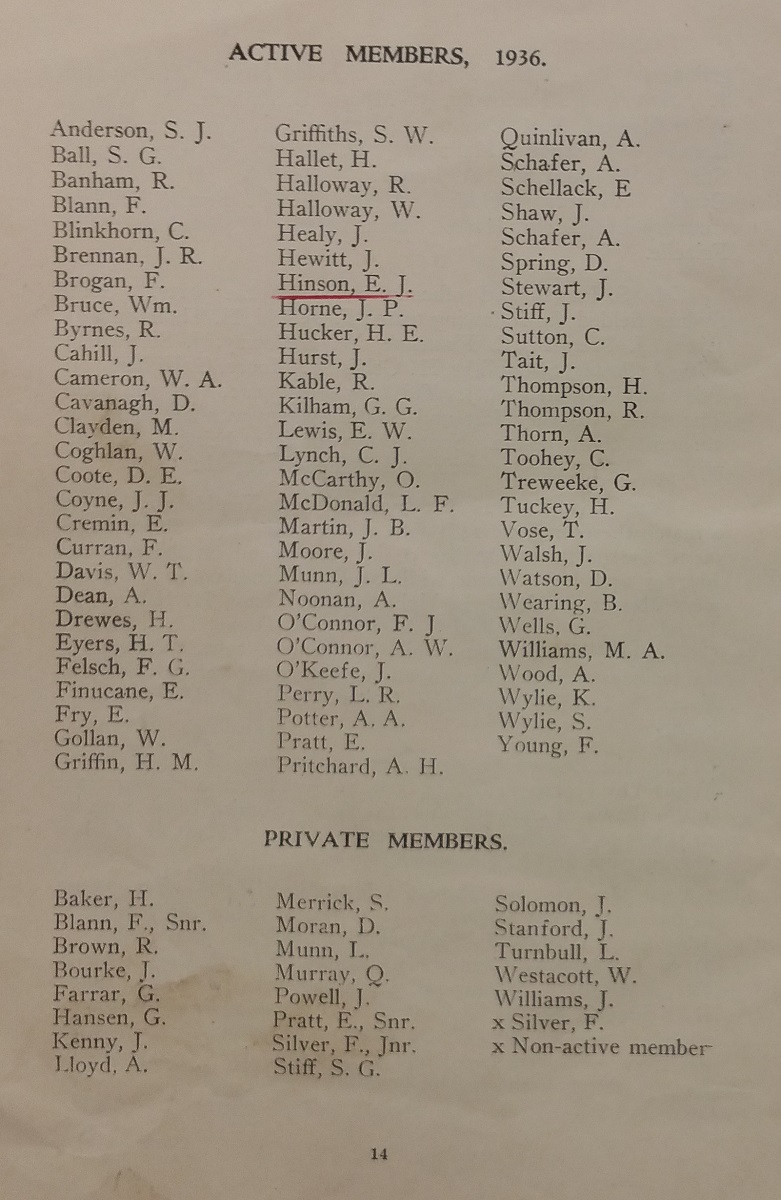 ACTIVE MEMBERS, 1936.
Anderson, S. J.
Ball, S. G.
Banham, R.
Blann, F.
Blinkhorn, C.
Brennan, J. R.
Brogan, F.
Bruce, Wm.
Byrnes, R.
Cahill, J.
Cameron, W. A.
Cavanagh, D.
Clayden, M.
Coghlan, W.
Coote, D. E.
Coyne, J. J.
Cremin, E.
Curran, F.
Davis, W. T.
Dean, A.
Drewes, H.
Eyers, H. T.
Felsch, F. G.
Finucane, E.
Fry, E.
Gollan, W.
Griffin, H. M.
Griffiths, S. W.
Hallet, H.
Halloway, R.
Halloway, W.
Healy, J.
Hewitt, J.
Hinson, E. J.
Horne, J. P.
Hucker, H. E.
Hurst, J.
Kable, R.
Kilham, G. G.
Lewis, E. W.
Lynch, C. J.
McCarthy, O.
McDonald, L. F.
Martin, J. B.
Moore, J.
Munn, J. L.
Noonan, A.
O'Connor, F. J
O'Connor, A. W.
O'Keefe, J.
Perry, L. R.
Potter, A. A.
Pratt, E.
Pritchard, A. H.
Quinlivan, A.
Schafer, A.
Schellack, E
Shaw, J.
Schafer, A.
Spring, D.
Stewart, J.
Stiff, J.
Sutton, C.
Tait, J.
Thompson, H.
Thompson, R.
Thorn, A.
Toohey, C.
Treweeke, G.
Tuckey, H.
Vose, T.
Walsh, J.
Watson, D.
Wearing, B.
Wells, G.
Williams, M. A.
Wood, A.
Wylie, K.
Wylie, S.
Young, F.
PRIVATE MEMBERS.
Baker, H.
Blann, F., Snr.
Brown, R.
Bourke, J.
Farrar, G.
Hansen, G.
Kenny, J.
Lloyd, A.
Merrick, S.
Moran, D.
Munn, L.
Murray, Q.
Powell, J.
Pratt, E., Snr.
Silver, F., Jnr.
Stiff, S. G.
Solomon, J.
Stanford, J.
Turnbull, L.
Westacott, W.
Williams, J.
x Silver, F.
x Non-active member
14